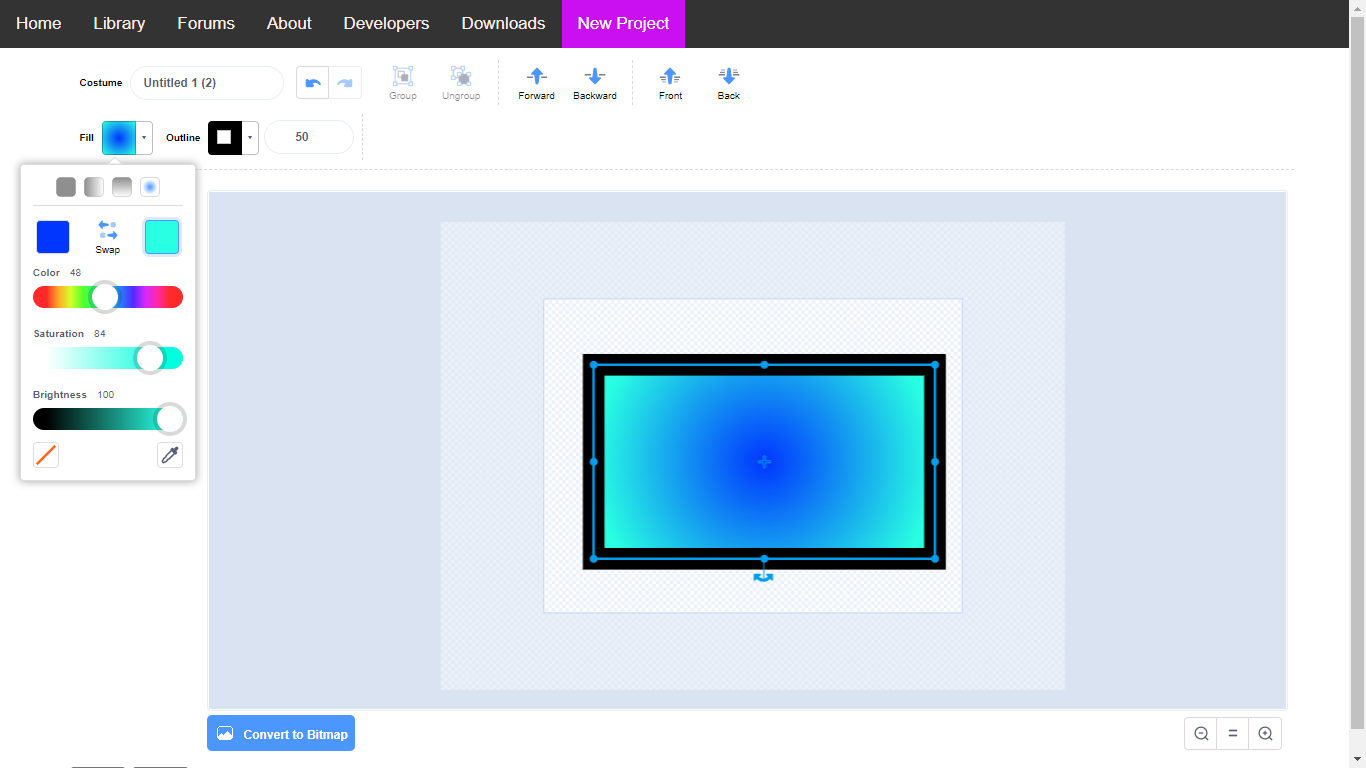 Home Library Forums About Developers Downloads New Project
Costume Untitled 1 (2) Group Ungroup Forward Backward Front Back
Fill Outline 50
Swap
Color 48
Saturation 84
Brightness 100
Convert to Bitmap